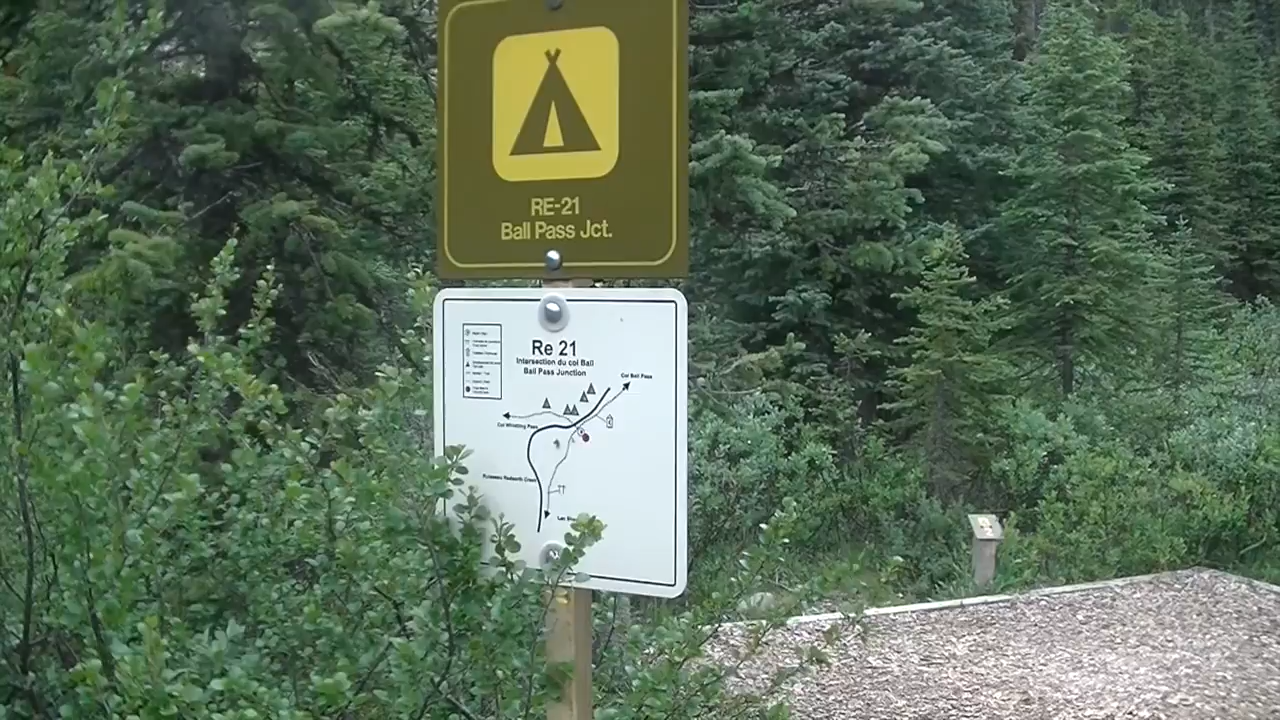 RE-21
Ball Pass Jct.
Re 21
Intersection du col Ball
Ball Pass Junction
Col Ball Pass
Col Whistling Pass
Ruisseau Redearth Creek
Lac